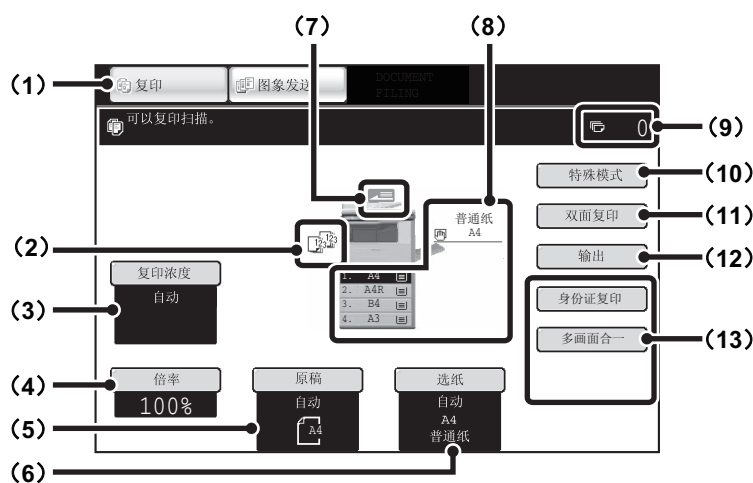 (7)
(8)
(1)
复印
图象发送
DOCUMENT
FILING
可以复印扫描。
0
(9)
特殊模式
(10)
普通纸
A4
双面复印
(11)
(2)
123 123
输出
(12)
复印浓度
自动
(3)
1. A4
2. A4R
3. B4
4. A3
身份证复印
多画面合一
(13)
(4)
倍率
100%
原稿
自动
A4
选纸
自动
A4
普通纸
(5)
(6)